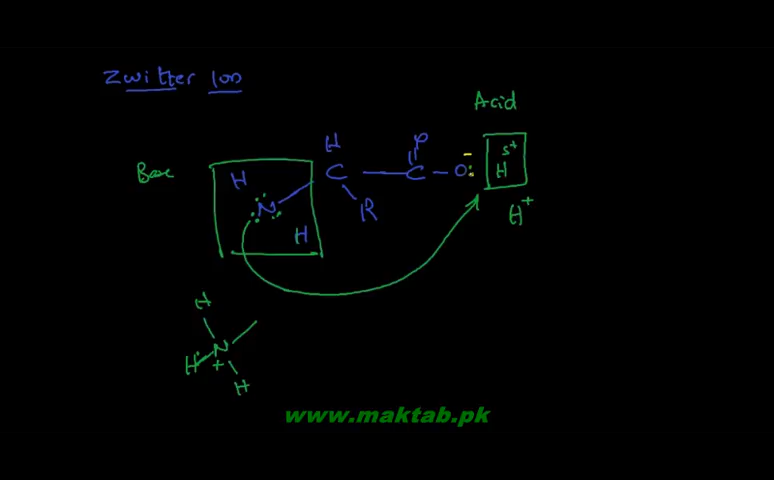 Zwitter Ion
Acid
H O
δ+
Base H C C O: H
N R H+
H
H
N
H + H
www.maktab.pk